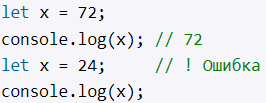 let x = 72;
console.log(x); // 72
let x = 24;     // ! Ошибка
console.log(x);